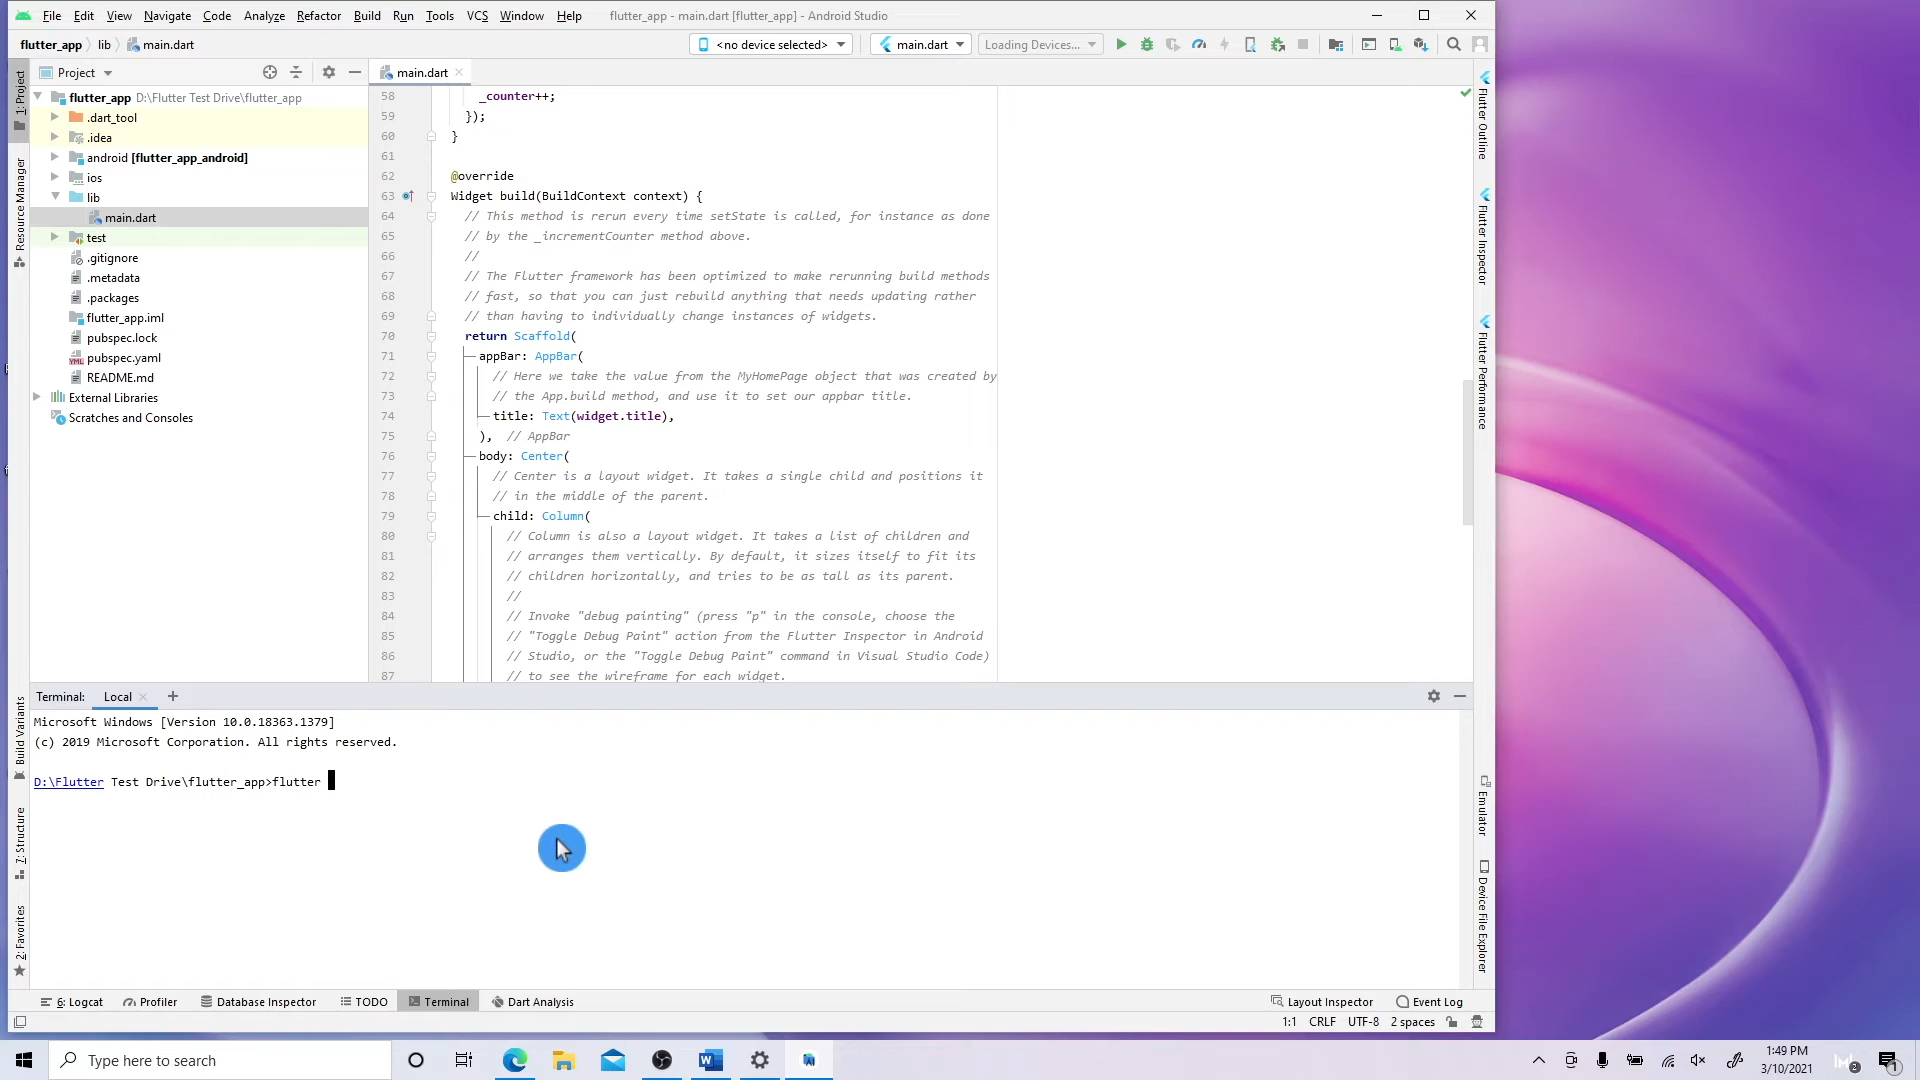 File Edit View Navigate Code Analyze Refactor Build Run Tools VCS Window Help flutter_app - main.dart [flutter_app] - Android Studio
flutter_app lib main.dart <no device selected> main.dart Loading Devices...
Project main.dart
flutter_app D:\Flutter Test Drive\flutter_app
.dart_tool
.idea
android [flutter_app_android]
ios
lib
main.dart
test
.gitignore
.metadata
.packages
flutter_app.iml
pubspec.lock
pubspec.yaml
README.md
External Libraries
Scratches and Consoles
1: Project
Resource Manager
Build Variants
7: Structure
2: Favorites
58 _counter++;
59 });
60 }
61
62 @override
63 Widget build(BuildContext context) {
64 // This method is rerun every time setState is called, for instance as done
65 // by the _incrementCounter method above.
66 //
67 // The Flutter framework has been optimized to make rerunning build methods
68 // fast, so that you can just rebuild anything that needs updating rather
69 // than having to individually change instances of widgets.
70 return Scaffold(
71 appBar: AppBar(
72 // Here we take the value from the MyHomePage object that was created by
73 // the App.build method, and use it to set our appbar title.
74 title: Text(widget.title),
75 ), // AppBar
76 body: Center(
77 // Center is a layout widget. It takes a single child and positions it
78 // in the middle of the parent.
79 child: Column(
80 // Column is also a layout widget. It takes a list of children and
81 // arranges them vertically. By default, it sizes itself to fit its
82 // children horizontally, and tries to be as tall as its parent.
83 //
84 // Invoke "debug painting" (press "p" in the console, choose the
85 // "Toggle Debug Paint" action from the Flutter Inspector in Android
86 // Studio, or the "Toggle Debug Paint" command in Visual Studio Code)
87 // to see the wireframe for each widget.
Flutter Outline
Flutter Inspector
Flutter Performance
Emulator
Device File Explorer
Terminal: Local
Microsoft Windows [Version 10.0.18363.1379]
(c) 2019 Microsoft Corporation. All rights reserved.
D:\Flutter Test Drive\flutter_app>flutter
6: Logcat Profiler Database Inspector TODO Terminal Dart Analysis Layout Inspector Event Log
1:1 CRLF UTF-8 2 spaces
Type here to search
1:49 PM
3/10/2021